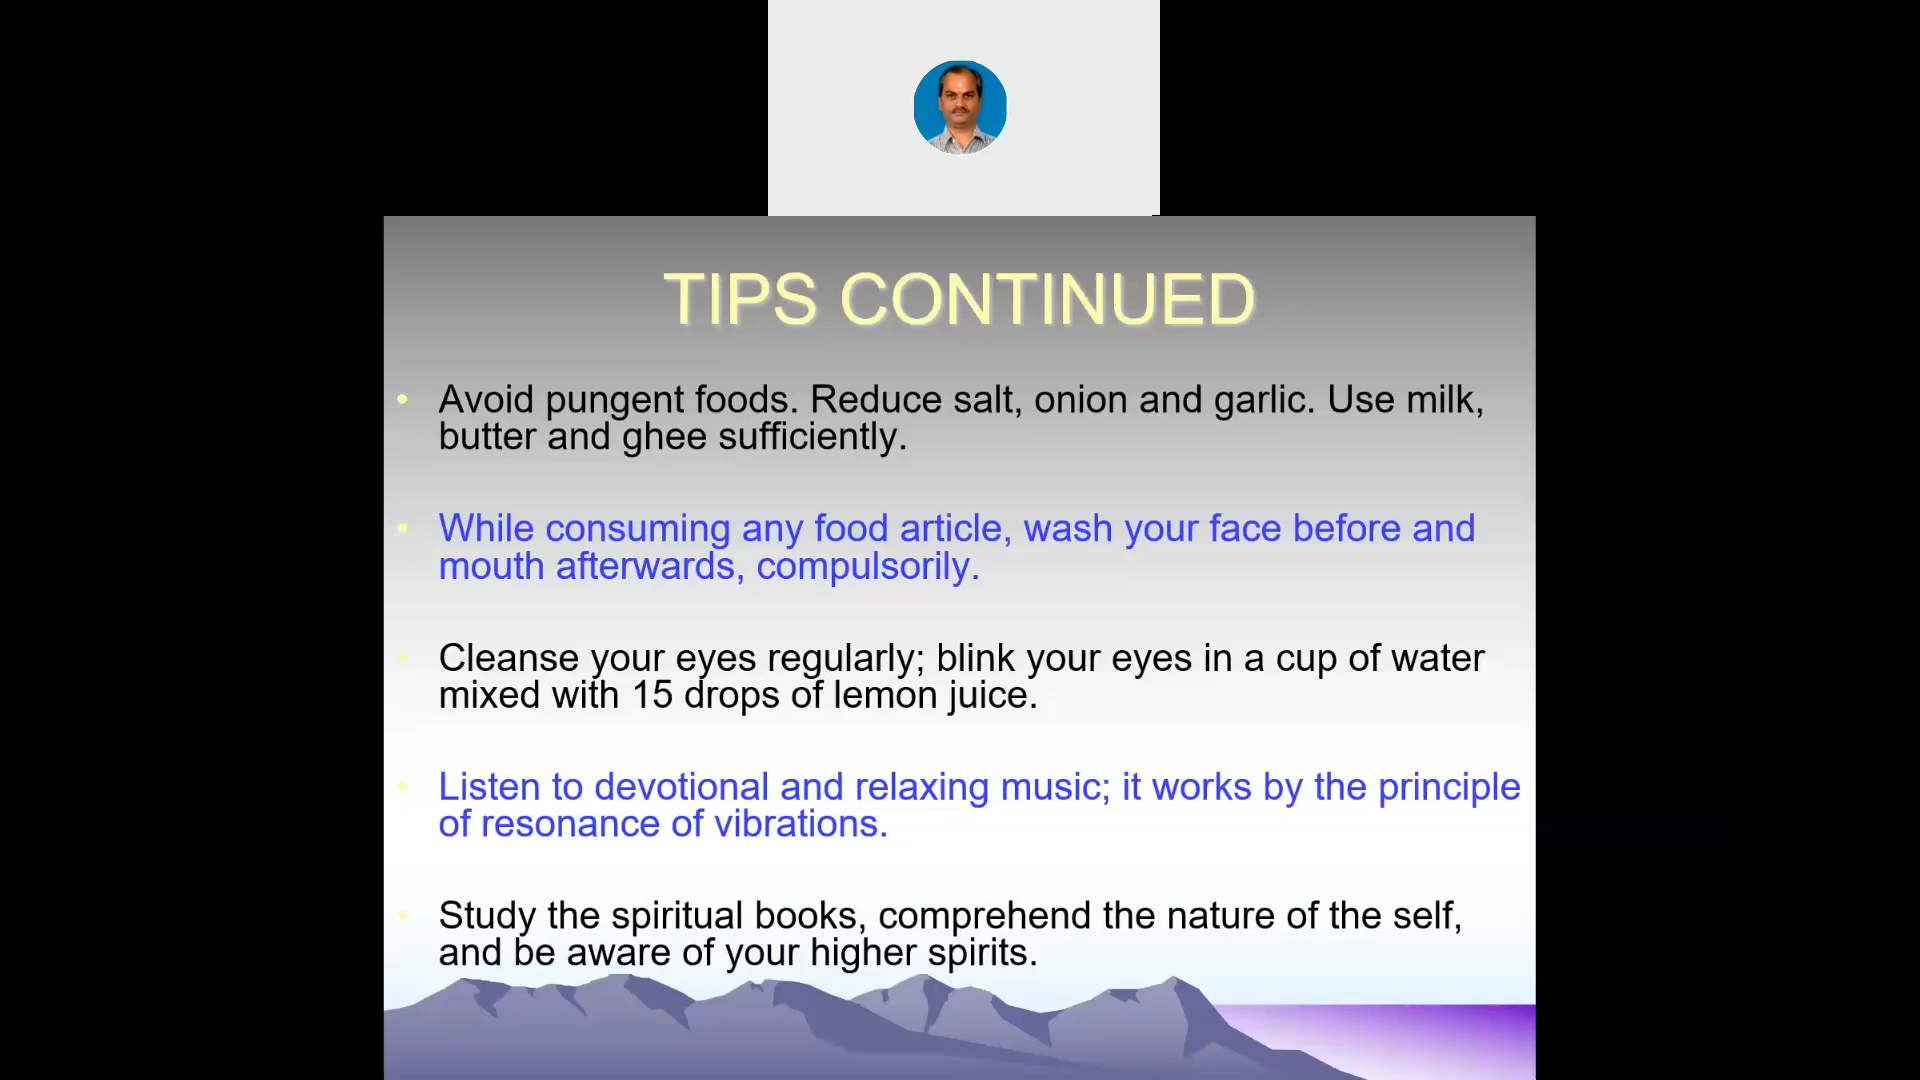 TIPS CONTINUED
• Avoid pungent foods. Reduce salt, onion and garlic. Use milk,
butter and ghee sufficiently.
• While consuming any food article, wash your face before and
mouth afterwards, compulsorily.
• Cleanse your eyes regularly; blink your eyes in a cup of water
mixed with 15 drops of lemon juice.
• Listen to devotional and relaxing music; it works by the principle
of resonance of vibrations.
• Study the spiritual books, comprehend the nature of the self,
and be aware of your higher spirits.